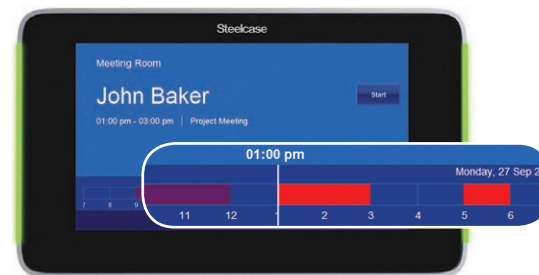 Steelcase
Meeting Room
John Baker
Start
01:00 pm - 03:00 pm | Project Meeting
01:00 pm
Monday, 27 Sep 2
7 8 9
11 12 1 2 3 4 5 6